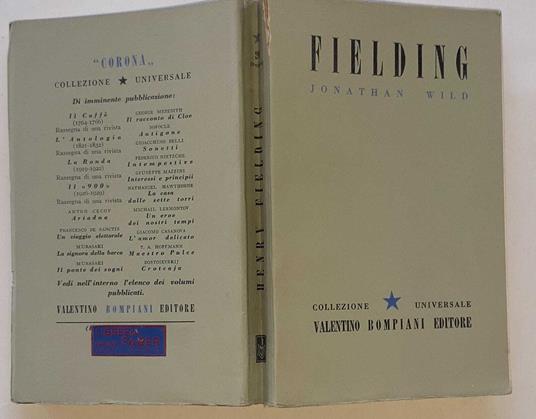 "CORONA„
COLLEZIONE ★ UNIVERSALE
Di imminente pubblicazione:
Il Caffè
(1764-1766)
Rassegna di una rivista
L'Antologia
(1821-1832)
Rassegna di una rivista
La Ronda
(1919-1922)
Rassegna di una rivista
Il «900»
(1926-1929)
Rassegna di una rivista
ANTON CECOV
Ariadna
FRANCESCO DE SANCTIS
Un viaggio elettorale
MURASAKI
La signora della barca
MURASAKI
Il ponte dei sogni
GEORGE MEREDITH
Il racconto di Cloe
SOFOCLE
Antigone
GIOACCHINO BELLI
Sonetti
FEDERICO NIETZCHE
Intempestive
GIUSEPPE MAZZINI
Interessi e principii
NATHANIEL HAWTHORNE
La casa
dalle sette torri
MICHAIL LERMONTOV
Un eroe
dei nostri tempi
GIACOMO CASANOVA
L'amor delicato
T. A. HOFFMANN
Maestro Pulce
DOSTOIEVSKIJ
Crotcaja
Vedi nell'interno l'elenco dei volumi
pubblicati.
VALENTINO BOMPIANI EDITORE
HENRY FIELDING
FIELDING
JONATHAN WILD
COLLEZIONE ★ UNIVERSALE
VALENTINO BOMPIANI EDITORE